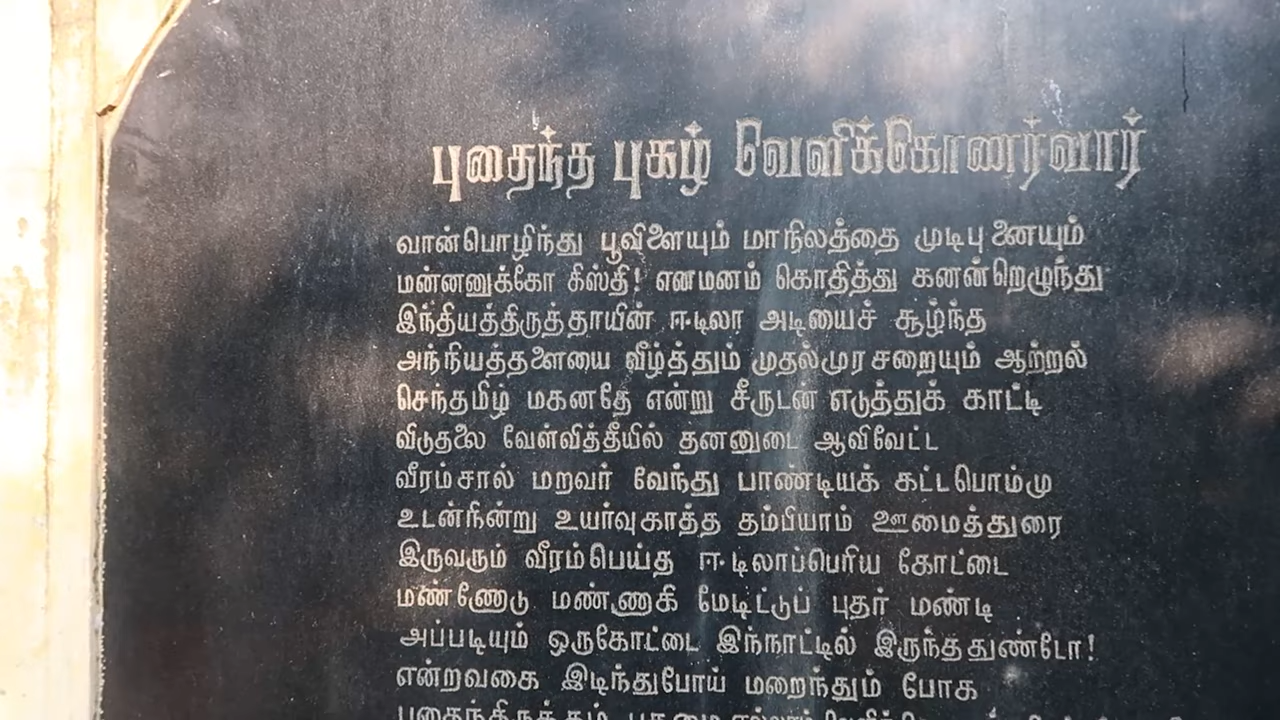 புதைந்த புகழ் வெளிக்கொணர்வார்
வான்பொழிந்து பூவிளையும் மாநிலத்தை முடிபுனையும்
மன்னனுக்கோ கிஸ்தி! எனமனம் கொதித்து கனன்றெழுந்து
இந்தியத்திருத்தாயின் ஈடிலா அடியைச் சூழ்ந்த
அந்நியத்தளையை வீழ்த்தும் முதல்முரசறையும் ஆற்றல்
செந்தமிழ் மகனதே என்று சீருடன் எடுத்துக் காட்டி
விடுதலை வேள்வித்தீயில் தனனுடை ஆவிவேட்ட
வீரம்சால் மறவர் வேந்து பாண்டியக் கட்டபொம்மு
உடன்நின்று உயர்வுகாத்த தம்பியாம் ஊமைத்துரை
இருவரும் வீரம்பெய்த ஈடிலாப்பெரிய கோட்டை
மண்ணோடு மண்ணாகி மேடிட்டுப் புதர் மண்டி
அப்படியும் ஒருகோட்டை இந்நாட்டில் இருந்ததுண்டோ!
என்றவகை இடிந்துபோய் மறைந்தும் போக